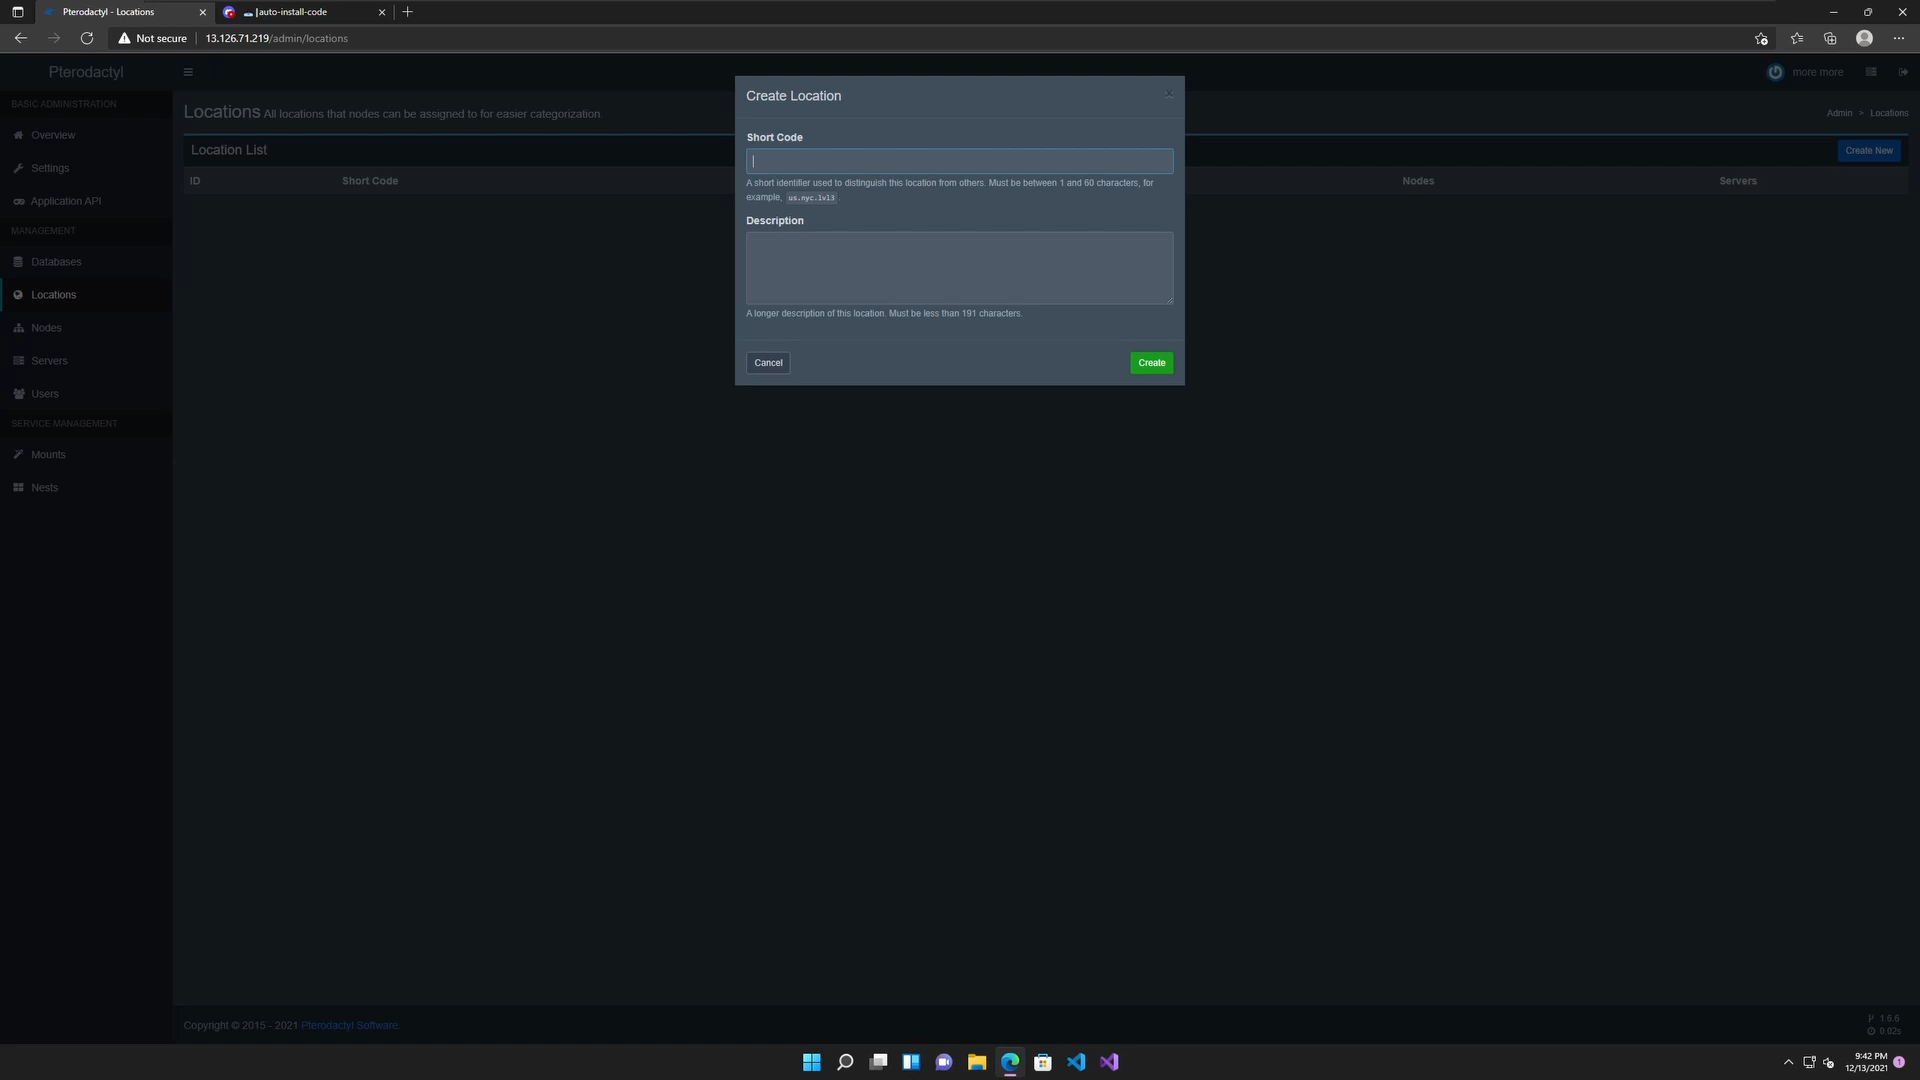 Pterodactyl - Locations
|auto-install-code
Not secure
13.126.71.219/admin/locations
Pterodactyl
more more
BASIC ADMINISTRATION
Overview
Settings
Application API
MANAGEMENT
Databases
Locations
Nodes
Servers
Users
SERVICE MANAGEMENT
Mounts
Nests
Locations All locations that nodes can be assigned to for easier categorization.
Admin > Locations
Location List
Create New
ID Short Code Nodes Servers
Create Location
×
Short Code
A short identifier used to distinguish this location from others. Must be between 1 and 60 characters, for
example, us.nyc.lvl3.
Description
A longer description of this location. Must be less than 191 characters.
Cancel
Create
Copyright © 2015 - 2021 Pterodactyl Software.
1.6.6
0.02s
9:42 PM
12/13/2021
1